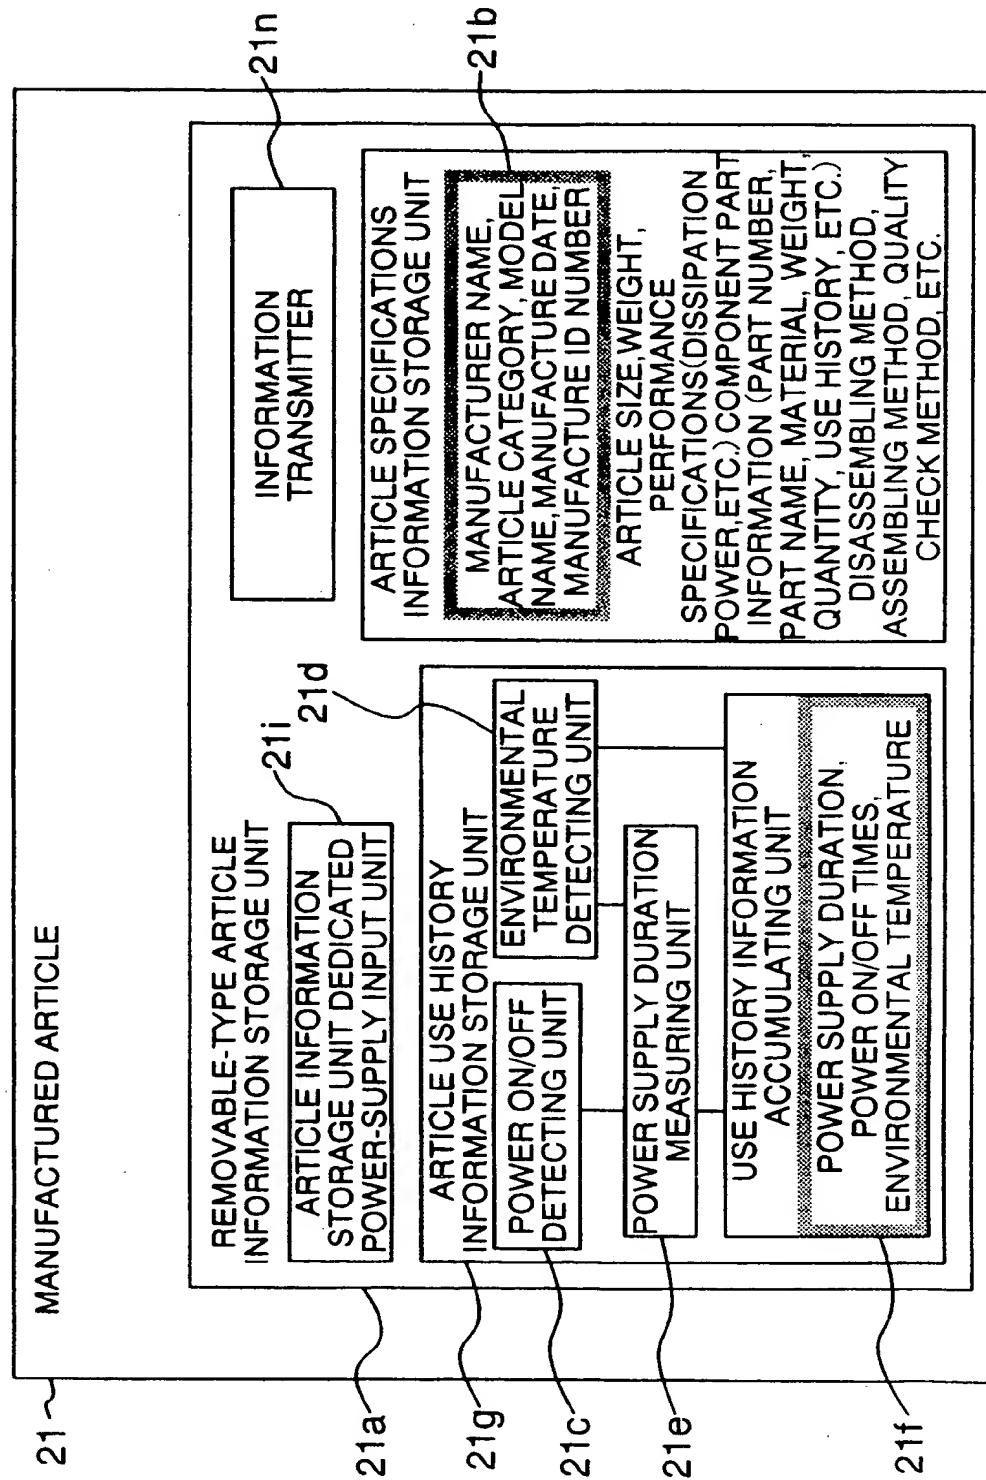 MANUFACTURED ARTICLE
21
REMOVABLE-TYPE ARTICLE
INFORMATION STORAGE UNIT
21a
ARTICLE INFORMATION
STORAGE UNIT DEDICATED
POWER-SUPPLY INPUT UNIT
21i
INFORMATION
TRANSMITTER
21n
ARTICLE USE HISTORY
INFORMATION STORAGE UNIT
21g
POWER ON/OFF
DETECTING UNIT
21c
ENVIRONMENTAL
TEMPERATURE
DETECTING UNIT
21d
POWER SUPPLY DURATION
MEASURING UNIT
21e
USE HISTORY INFORMATION
ACCUMULATING UNIT
POWER SUPPLY DURATION,
POWER ON/OFF TIMES,
ENVIRONMENTAL TEMPERATURE
21f
ARTICLE SPECIFICATIONS
INFORMATION STORAGE UNIT
MANUFACTURER NAME,
ARTICLE CATEGORY, MODEL
NAME, MANUFACTURE DATE,
MANUFACTURE ID NUMBER
21b
ARTICLE SIZE, WEIGHT,
PERFORMANCE
SPECIFICATIONS(DISSIPATION
POWER, ETC.) COMPONENT PART
INFORMATION (PART NUMBER,
PART NAME, MATERIAL, WEIGHT,
QUANTITY, USE HISTORY, ETC.)
DISASSEMBLING METHOD,
ASSEMBLING METHOD, QUALITY
CHECK METHOD, ETC.